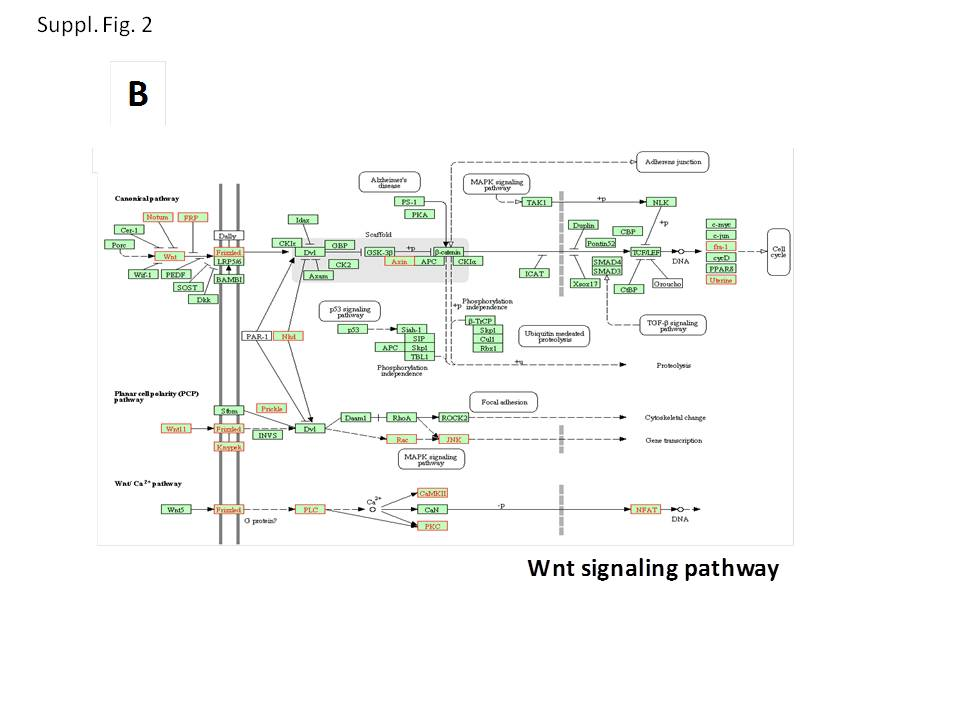 Suppl. Fig. 2
B
Adherens junction
Alzheimer's
disease
MAPK signaling
pathway
Canonical pathway
PS-1
PKA
TAK1
+p
NLK
Notum
FRP
Cer-1
Porc
Wnt
Wif-1
PEDF
SOST
Dkk
Dally
Frizzled
LRP5/6
BAMBI
Idax
CKIε
Dvl
GBP
CK2
Axam
Scaffold
GSK-3β
+p
β-catenin
Axin
APC
CKIα
ICAT
Duplin
Pontin52
SMAD4
SMAD3
Xsox17
CBP
+p
TCF/LEF
CtBP
Groucho
DNA
c-myc
c-jun
fra-1
cycD
PPARδ
Uterine
Cell
cycle
p53 signaling
pathway
+p
Phosphorylation
independence
TGF-β signaling
pathway
PAR-1
Nkd
p53
Siah-1
SIP
APC
Skp1
TBL1
Phosphorylation
independence
β-TrCP
Skp1
Cul1
Rbx1
Ubiquitin mediated
proteolysis
+u
Proteolysis
Planar cell polarity (PCP)
pathway
Stbm
Prickle
Wnt11
Frizzled
INVS
Knypek
Dvl
Daam1
RhoA
ROCK2
Focal adhesion
Cytoskeletal change
Rac
JNK
Gene transcription
MAPK signaling
pathway
Wnt/ Ca2+ pathway
Wnt5
Frizzled
G protein?
PLC
Ca2+
CaMKII
CaN
PKC
-p
NFAT
DNA
Wnt signaling pathway